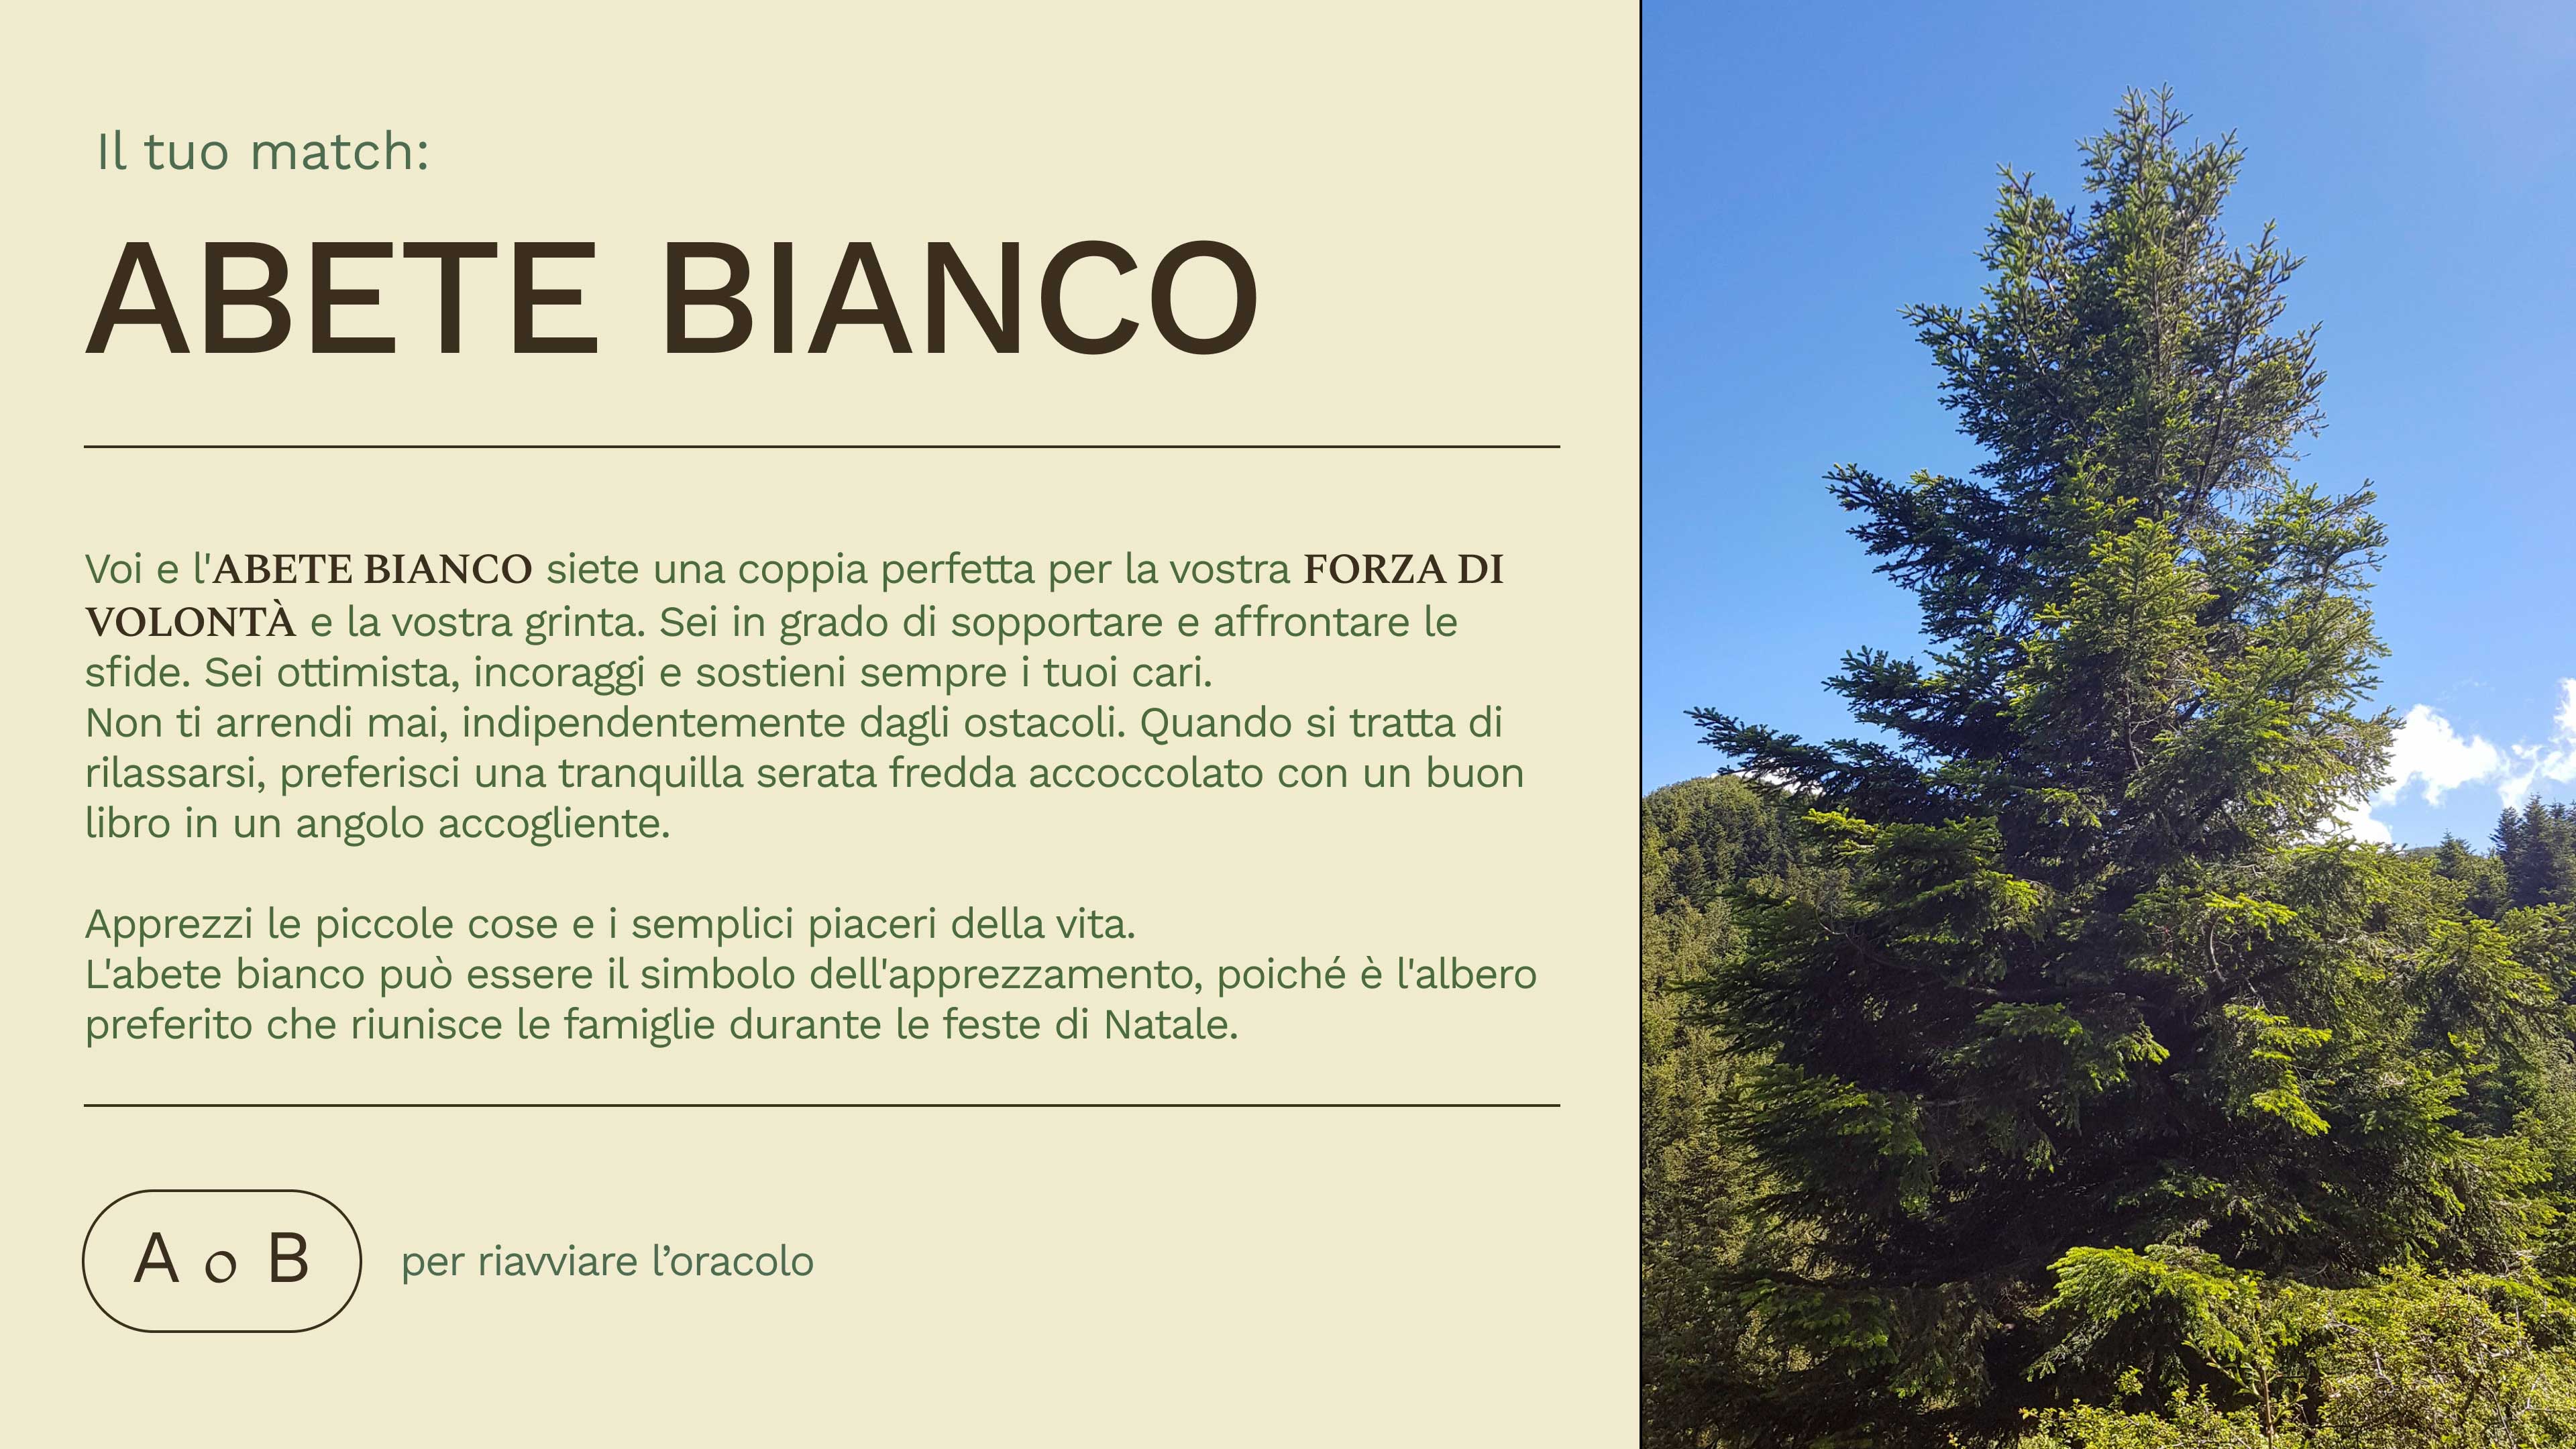 Il tuo match:
ABETE BIANCO
Voi e l'ABETE BIANCO siete una coppia perfetta per la vostra FORZA DI
VOLONTÀ e la vostra grinta. Sei in grado di sopportare e affrontare le
sfide. Sei ottimista, incoraggi e sostieni sempre i tuoi cari.
Non ti arrendi mai, indipendentemente dagli ostacoli. Quando si tratta di
rilassarsi, preferisci una tranquilla serata fredda accoccolato con un buon
libro in un angolo accogliente.
Apprezzi le piccole cose e i semplici piaceri della vita.
L'abete bianco può essere il simbolo dell'apprezzamento, poiché è l'albero
preferito che riunisce le famiglie durante le feste di Natale.
A o B per riavviare l’oracolo